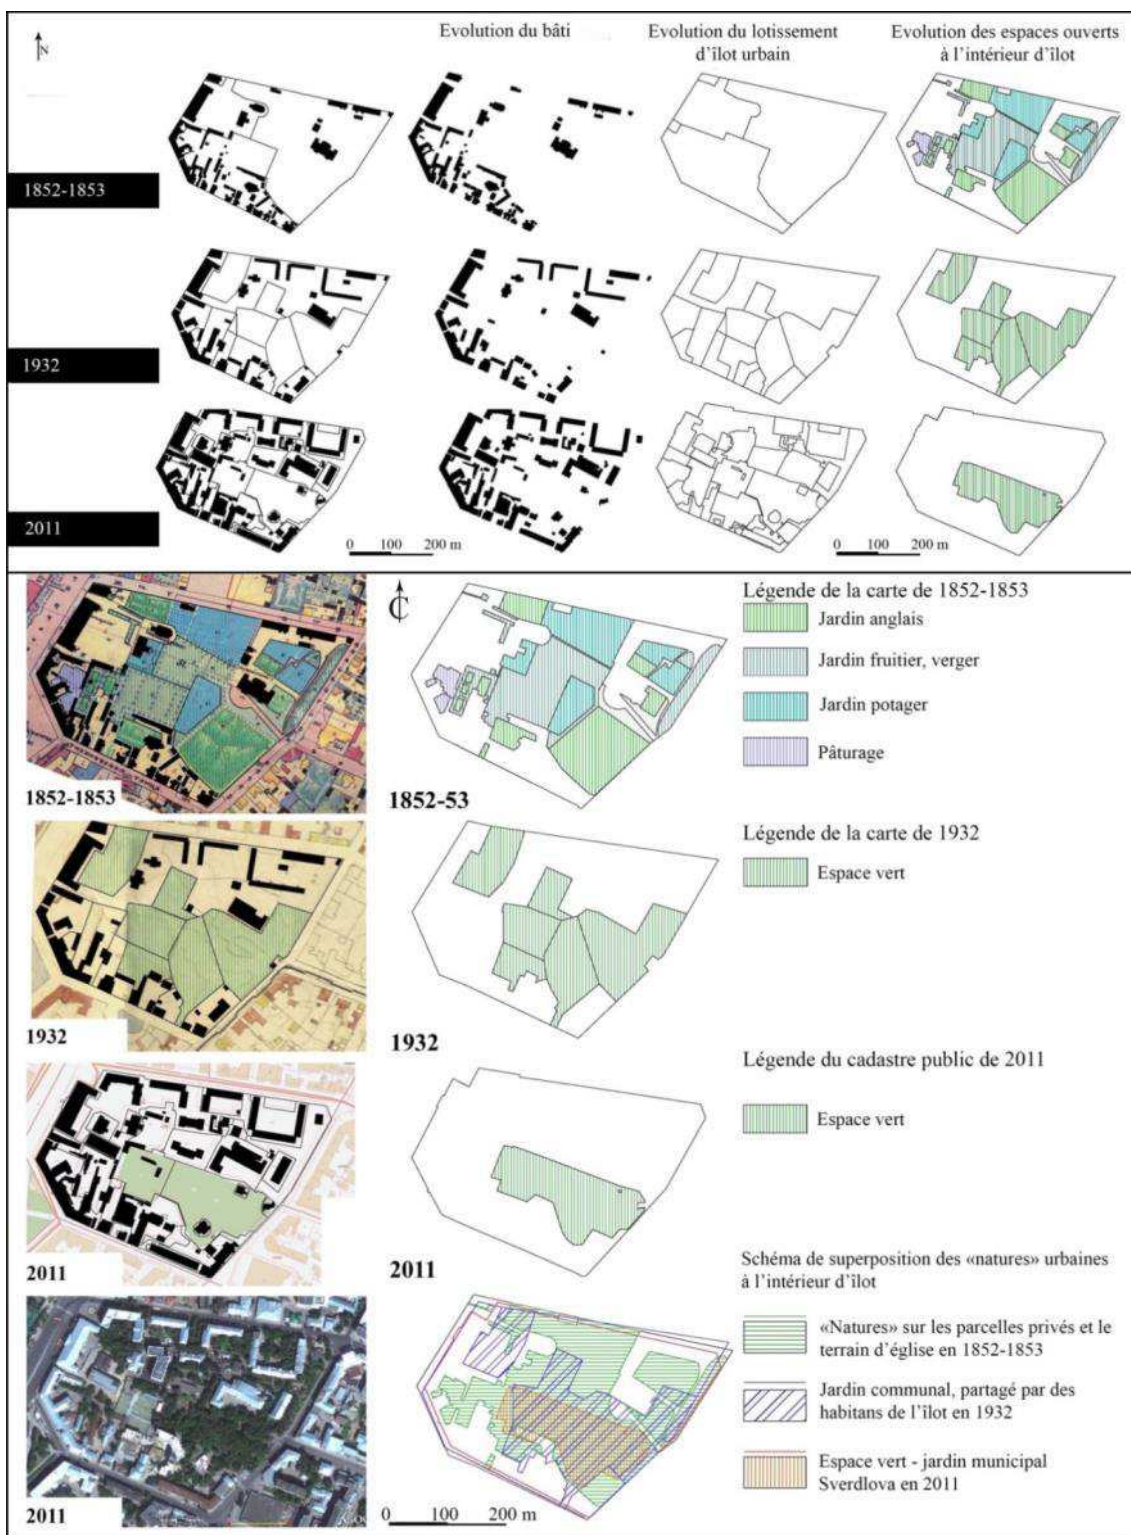 N
Evolution du bâti
Evolution du lotissement
d'îlot urbain
Evolution des espaces ouverts
à l'intérieur d'îlot
1852-1853
1932
2011
0 100 200 m
0 100 200 m
1852-1853
1852-53
Légende de la carte de 1852-1853
Jardin anglais
Jardin fruitier, verger
Jardin potager
Pâturage
1932
1932
Légende de la carte de 1932
Espace vert
2011
2011
Légende du cadastre public de 2011
Espace vert
2011
0 100 200 m
Schéma de superposition des «natures» urbaines
à l'intérieur d'îlot
«Natures» sur les parcelles privés et le
terrain d'église en 1852-1853
Jardin communal, partagé par des
habitans de l'îlot en 1932
Espace vert - jardin municipal
Sverdlova en 2011